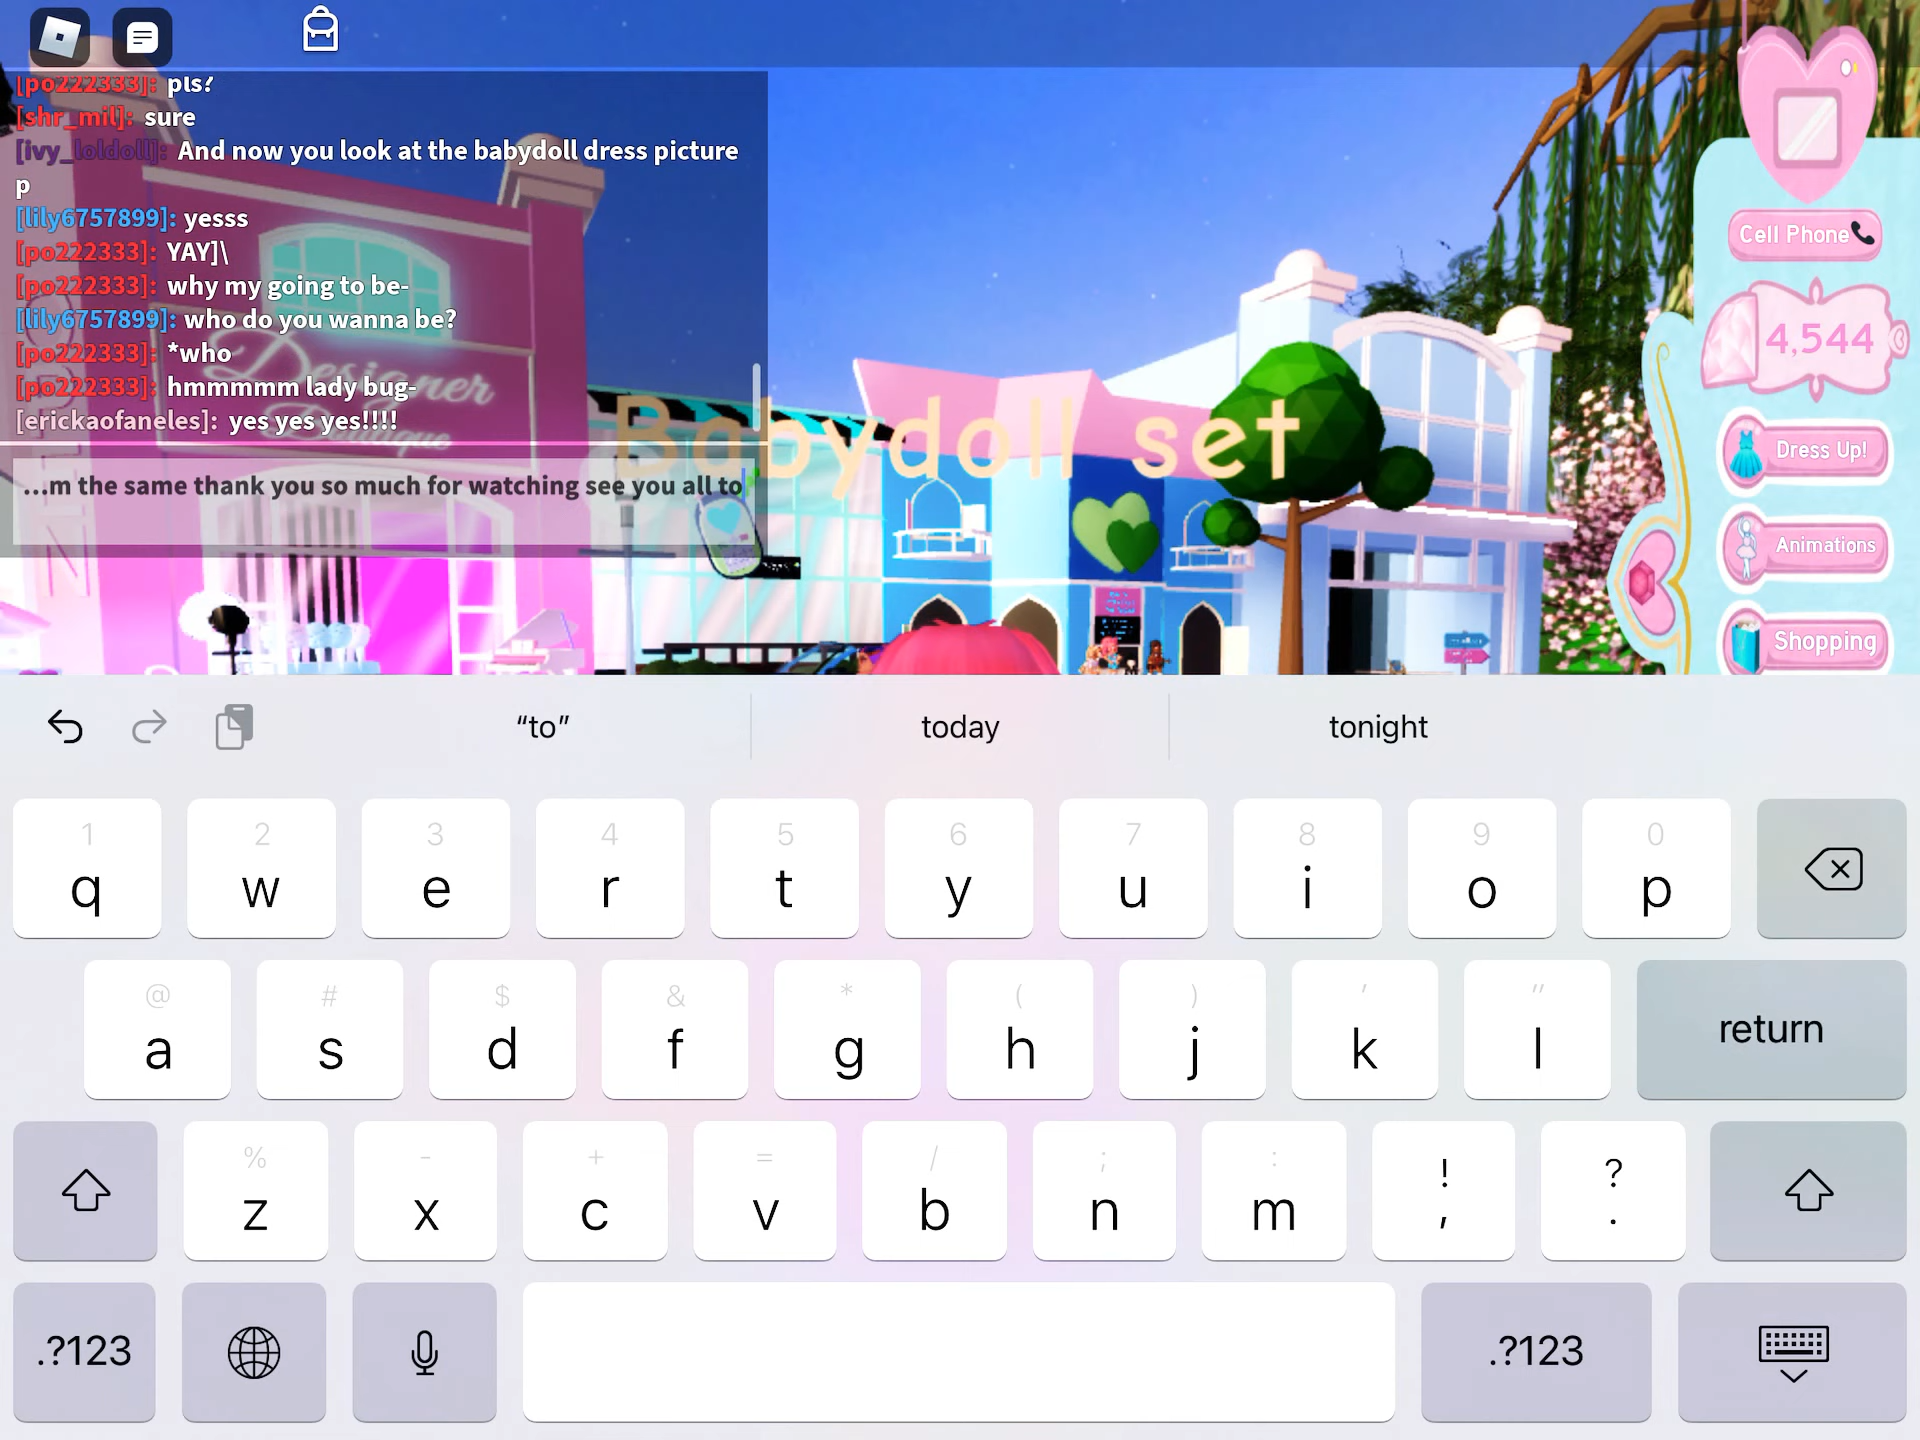 [po222333]: pls?
[shr_mil]: sure
[ivy_loldoll]: And now you look at the babydoll dress picture
p
[lily6757899]: yesss
[po222333]: YAY]\
[po222333]: why my going to be-
[lily6757899]: who do you wanna be?
[po222333]: *who
[po222333]: hmmmmm lady bug-
[erickaofaneles]: yes yes yes!!!!
...m the same thank you so much for watching see you all to
Designer
Boutique
Babydoll set
Cell Phone
4,544
Dress Up!
Animations
Shopping
“to” today tonight
1 2 3 4 5 6 7 8 9 0
q w e r t y u i o p
@ # $ & * ( ) ' "
a s d f g h j k l return
% - + = / ; : ! ?
z x c v b n m , .
.?123 .?123